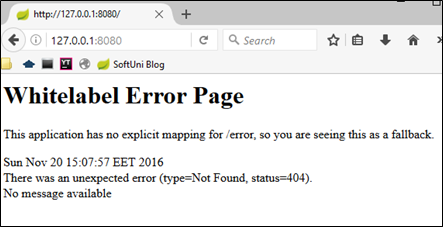 http://127.0.0.1:8080/
127.0.0.1:8080
Search
SoftUni Blog
Whitelabel Error Page
This application has no explicit mapping for /error, so you are seeing this as a fallback.
Sun Nov 20 15:07:57 EET 2016
There was an unexpected error (type=Not Found, status=404).
No message available